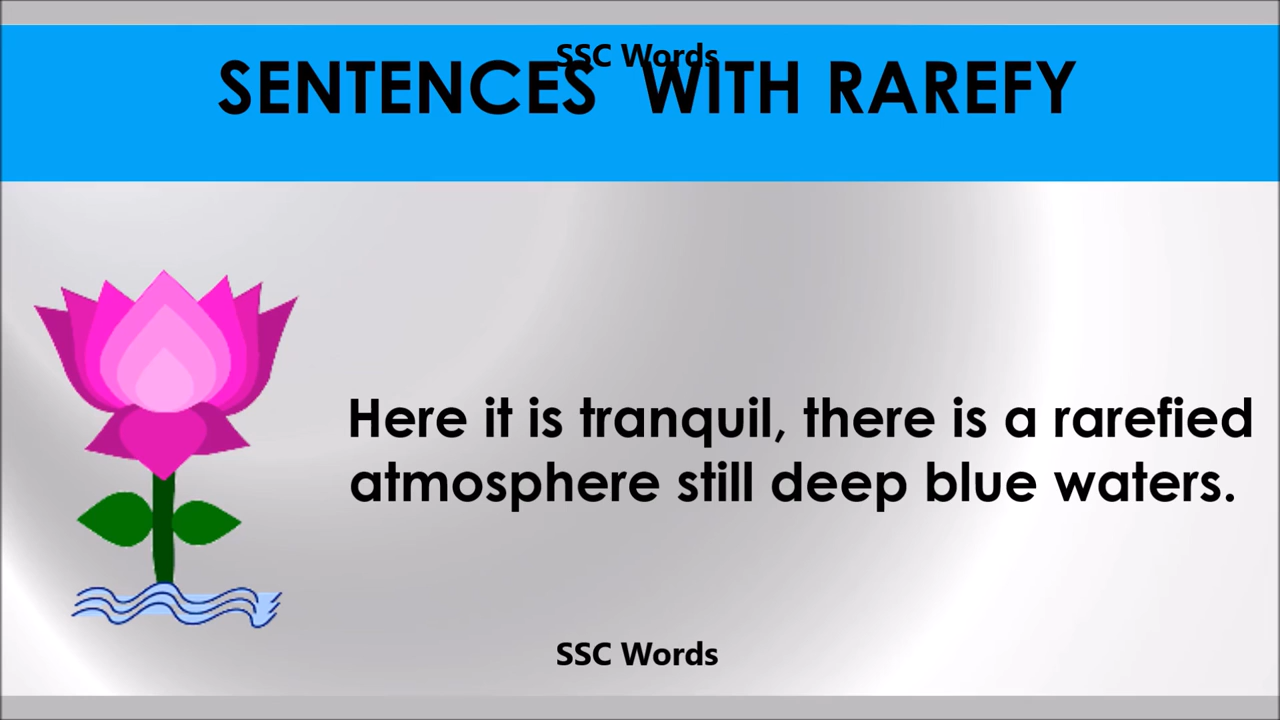 SSC Words
SENTENCES WITH RAREFY
Here it is tranquil, there is a rarefied
atmosphere still deep blue waters.
SSC Words